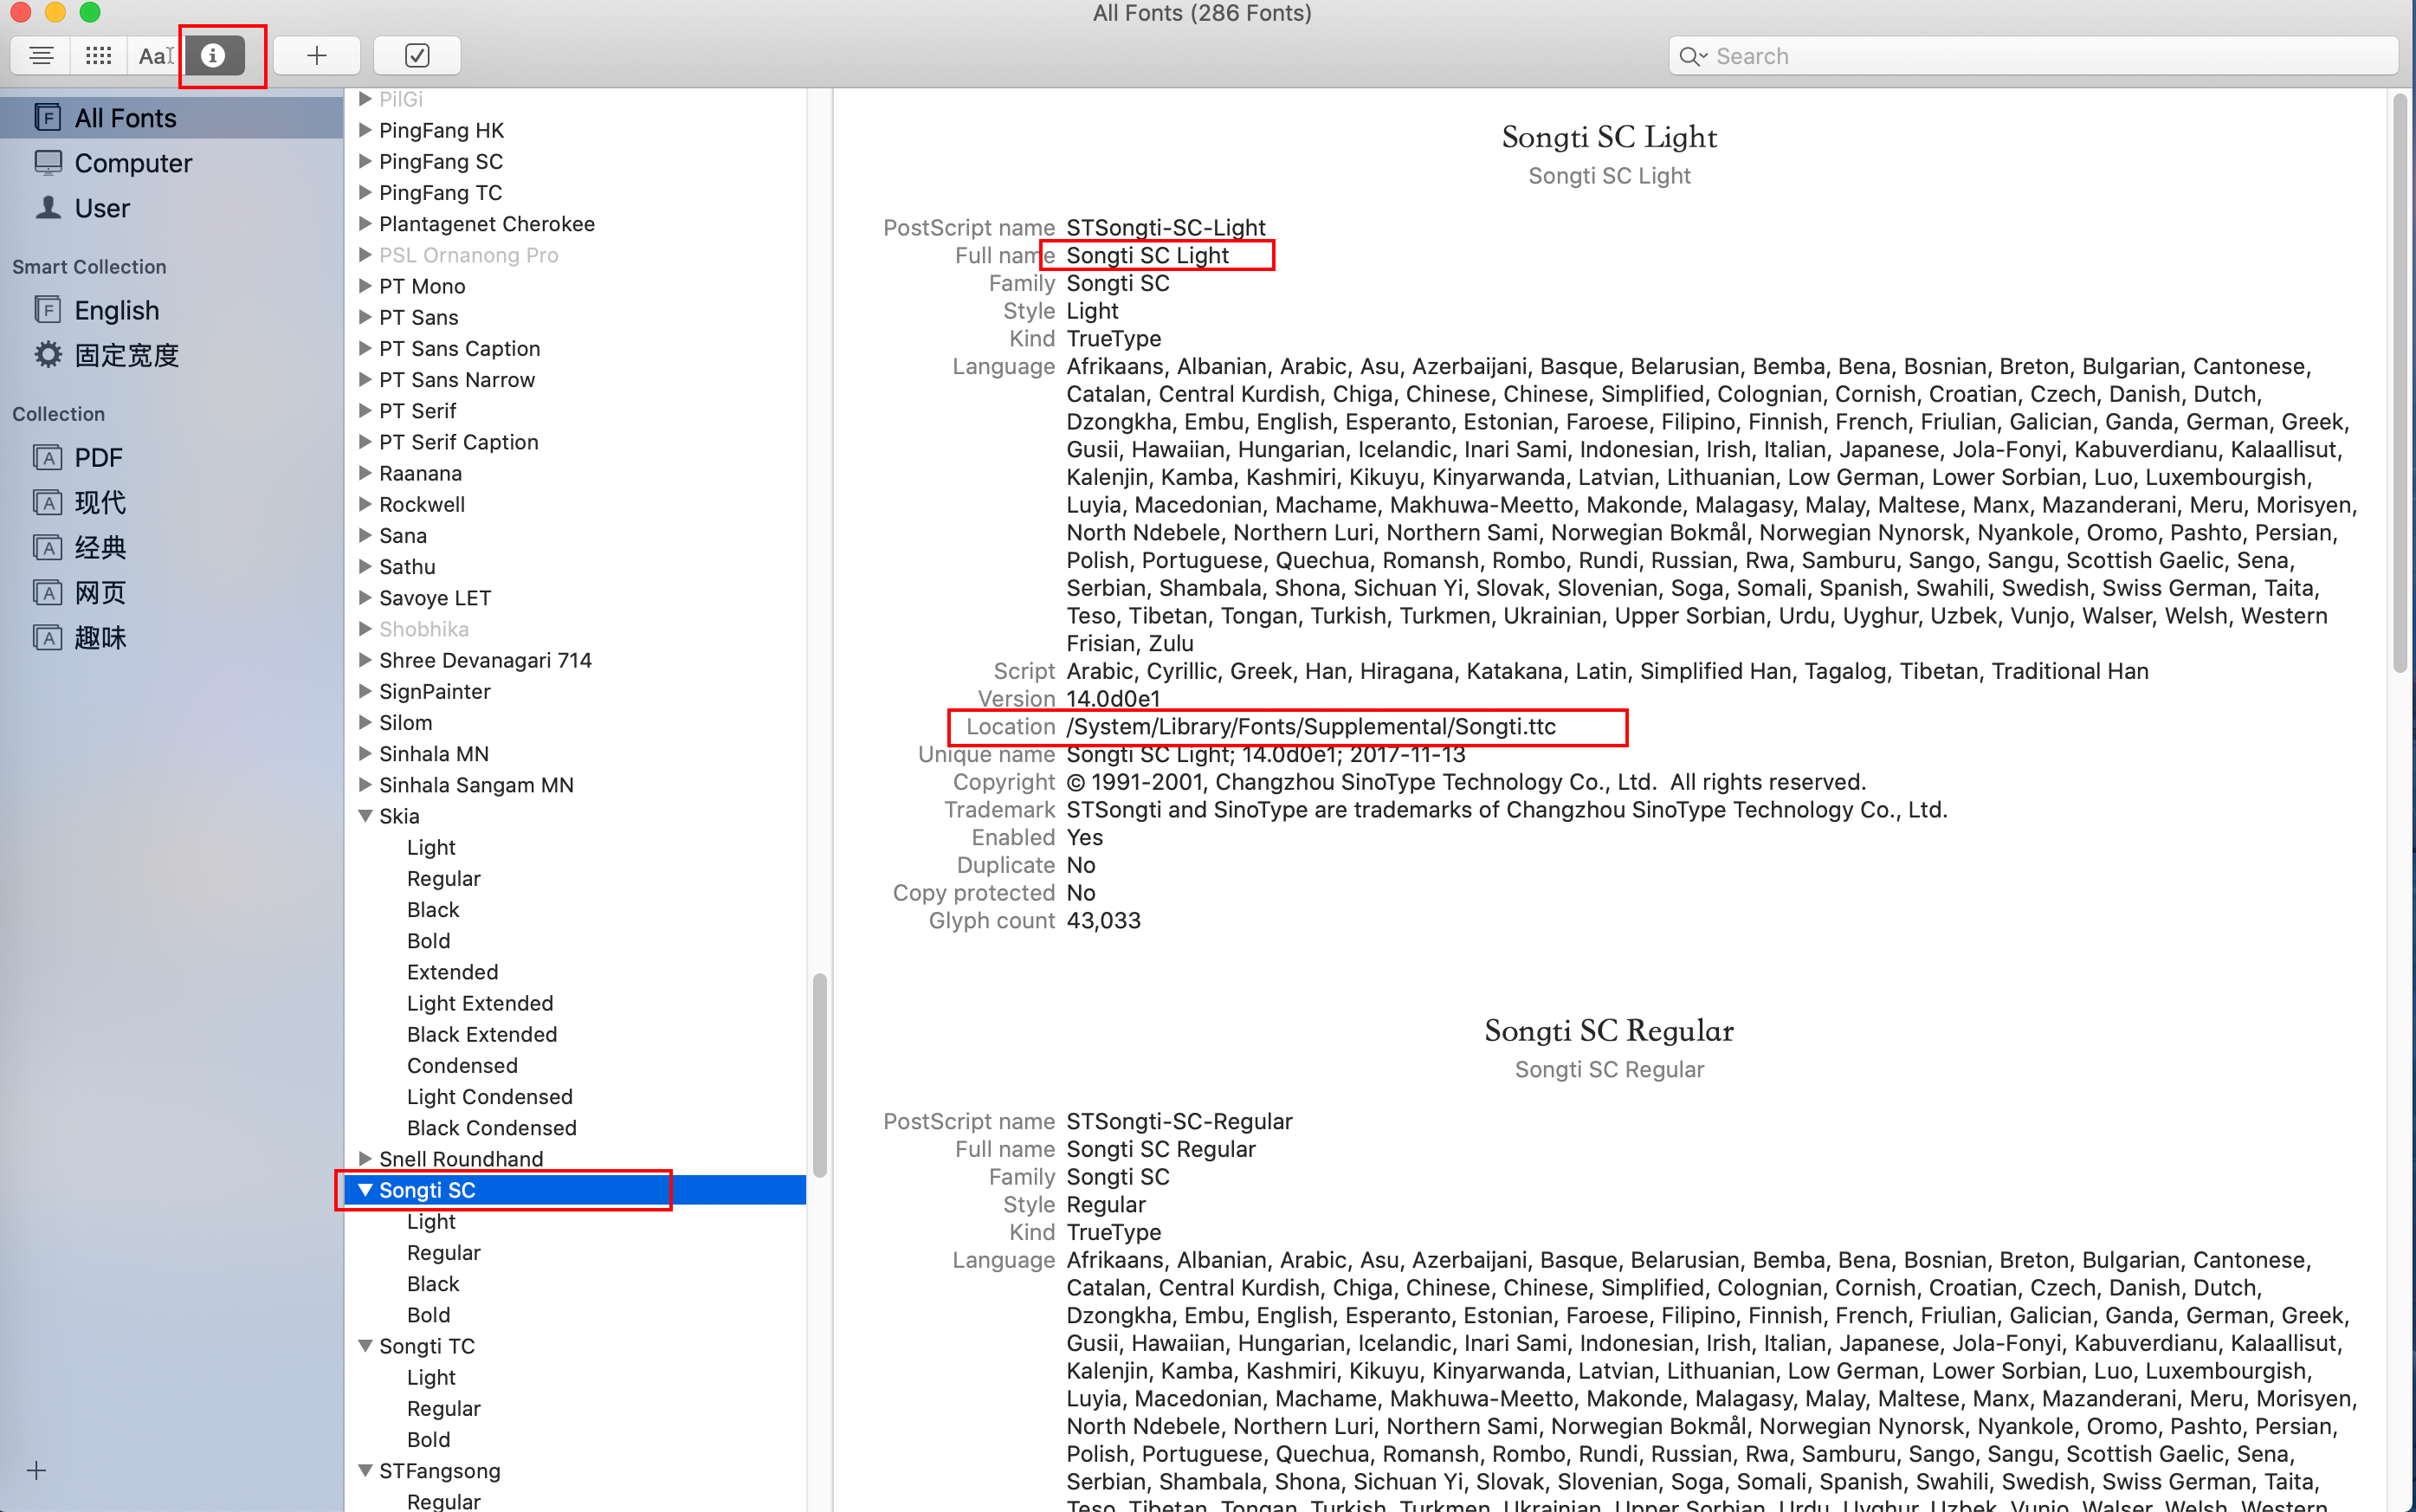 All Fonts (286 Fonts)
Aa
Search
All Fonts
Computer
User
Smart Collection
English
固定宽度
Collection
PDF
现代
经典
网页
趣味
PilGi
PingFang HK
PingFang SC
PingFang TC
Plantagenet Cherokee
PSL Ornanong Pro
PT Mono
PT Sans
PT Sans Caption
PT Sans Narrow
PT Serif
PT Serif Caption
Raanana
Rockwell
Sana
Sathu
Savoye LET
Shobhika
Shree Devanagari 714
SignPainter
Silom
Sinhala MN
Sinhala Sangam MN
Skia
Light
Regular
Black
Bold
Extended
Light Extended
Black Extended
Condensed
Light Condensed
Black Condensed
Snell Roundhand
Songti SC
Light
Regular
Black
Bold
Songti TC
Light
Regular
Bold
STFangsong
Regular
Songti SC Light
Songti SC Light
PostScript name STSongti-SC-Light
Full name Songti SC Light
Family Songti SC
Style Light
Kind TrueType
Language Afrikaans, Albanian, Arabic, Asu, Azerbaijani, Basque, Belarusian, Bemba, Bena, Bosnian, Breton, Bulgarian, Cantonese,
Catalan, Central Kurdish, Chiga, Chinese, Chinese, Simplified, Colognian, Cornish, Croatian, Czech, Danish, Dutch,
Dzongkha, Embu, English, Esperanto, Estonian, Faroese, Filipino, Finnish, French, Friulian, Galician, Ganda, German, Greek,
Gusii, Hawaiian, Hungarian, Icelandic, Inari Sami, Indonesian, Irish, Italian, Japanese, Jola-Fonyi, Kabuverdianu, Kalaallisut,
Kalenjin, Kamba, Kashmiri, Kikuyu, Kinyarwanda, Latvian, Lithuanian, Low German, Lower Sorbian, Luo, Luxembourgish,
Luyia, Macedonian, Machame, Makhuwa-Meetto, Makonde, Malagasy, Malay, Maltese, Manx, Mazanderani, Meru, Morisyen,
North Ndebele, Northern Luri, Northern Sami, Norwegian Bokmål, Norwegian Nynorsk, Nyankole, Oromo, Pashto, Persian,
Polish, Portuguese, Quechua, Romansh, Rombo, Rundi, Russian, Rwa, Samburu, Sango, Sangu, Scottish Gaelic, Sena,
Serbian, Shambala, Shona, Sichuan Yi, Slovak, Slovenian, Soga, Somali, Spanish, Swahili, Swedish, Swiss German, Taita,
Teso, Tibetan, Tongan, Turkish, Turkmen, Ukrainian, Upper Sorbian, Urdu, Uyghur, Uzbek, Vunjo, Walser, Welsh, Western
Frisian, Zulu
Script Arabic, Cyrillic, Greek, Han, Hiragana, Katakana, Latin, Simplified Han, Tagalog, Tibetan, Traditional Han
Version 14.0d0e1
Location /System/Library/Fonts/Supplemental/Songti.ttc
Unique name Songti SC Light; 14.0d0e1; 2017-11-13
Copyright © 1991-2001, Changzhou SinoType Technology Co., Ltd.  All rights reserved.
Trademark STSongti and SinoType are trademarks of Changzhou SinoType Technology Co., Ltd.
Enabled Yes
Duplicate No
Copy protected No
Glyph count 43,033
Songti SC Regular
Songti SC Regular
PostScript name STSongti-SC-Regular
Full name Songti SC Regular
Family Songti SC
Style Regular
Kind TrueType
Language Afrikaans, Albanian, Arabic, Asu, Azerbaijani, Basque, Belarusian, Bemba, Bena, Bosnian, Breton, Bulgarian, Cantonese,
Catalan, Central Kurdish, Chiga, Chinese, Chinese, Simplified, Colognian, Cornish, Croatian, Czech, Danish, Dutch,
Dzongkha, Embu, English, Esperanto, Estonian, Faroese, Filipino, Finnish, French, Friulian, Galician, Ganda, German, Greek,
Gusii, Hawaiian, Hungarian, Icelandic, Inari Sami, Indonesian, Irish, Italian, Japanese, Jola-Fonyi, Kabuverdianu, Kalaallisut,
Kalenjin, Kamba, Kashmiri, Kikuyu, Kinyarwanda, Latvian, Lithuanian, Low German, Lower Sorbian, Luo, Luxembourgish,
Luyia, Macedonian, Machame, Makhuwa-Meetto, Makonde, Malagasy, Malay, Maltese, Manx, Mazanderani, Meru, Morisyen,
North Ndebele, Northern Luri, Northern Sami, Norwegian Bokmål, Norwegian Nynorsk, Nyankole, Oromo, Pashto, Persian,
Polish, Portuguese, Quechua, Romansh, Rombo, Rundi, Russian, Rwa, Samburu, Sango, Sangu, Scottish Gaelic, Sena,
Serbian, Shambala, Shona, Sichuan Yi, Slovak, Slovenian, Soga, Somali, Spanish, Swahili, Swedish, Swiss German, Taita,
Teso, Tibetan, Tongan, Turkish, Turkmen, Ukrainian, Upper Sorbian, Urdu, Uyghur, Uzbek, Vunjo, Walser, Welsh, Western